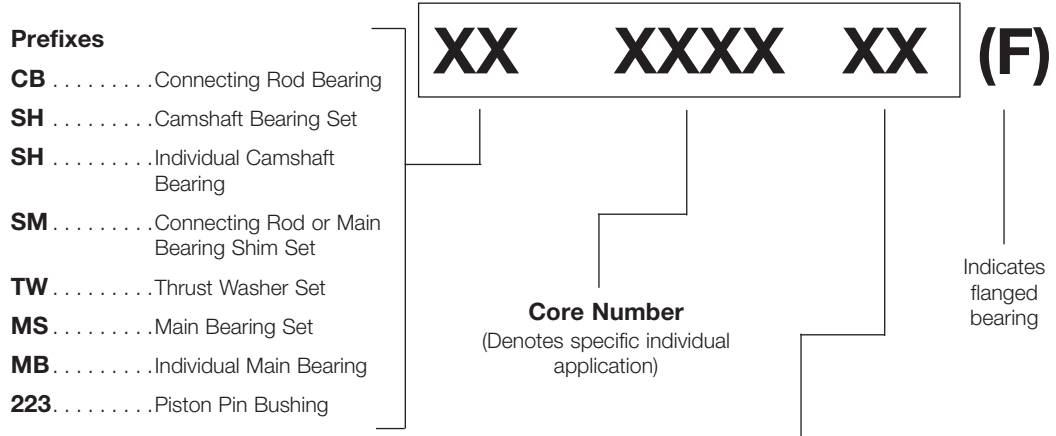 XX XXXX XX (F)
Prefixes
CB . . . . . . . . . Connecting Rod Bearing
SH . . . . . . . . . Camshaft Bearing Set
SH . . . . . . . . . Individual Camshaft
Bearing
SM . . . . . . . . . Connecting Rod or Main
Bearing Shim Set
TW . . . . . . . . . Thrust Washer Set
MS . . . . . . . . . Main Bearing Set
MB . . . . . . . . . Individual Main Bearing
223 . . . . . . . . . Piston Pin Bushing
Core Number
(Denotes specific individual
application)
Indicates
flanged
bearing